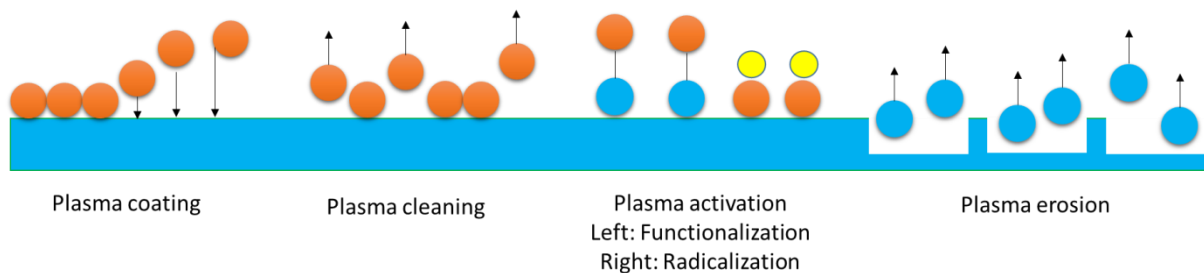 Plasma coating
Plasma cleaning
Plasma activation
Left: Functionalization
Right: Radicalization
Plasma erosion